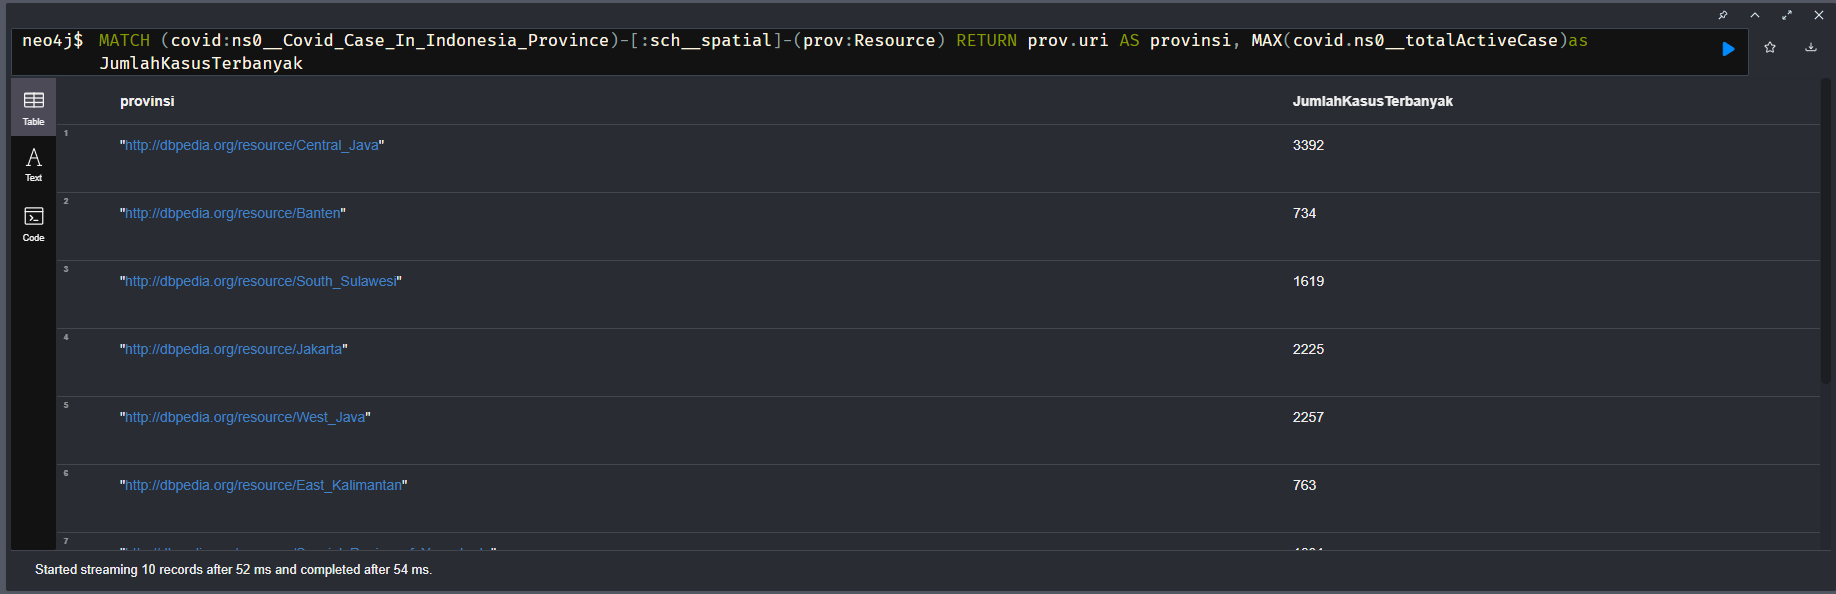 neo4j$ MATCH (covid:ns0__Covid_Case_In_Indonesia_Province)-[:sch__spatial]-(prov:Resource) RETURN prov.uri AS provinsi, MAX(covid.ns0__totalActiveCase)as
JumlahKasusTerbanyak
Table
Text
Code
provinsi JumlahKasusTerbanyak
1 "http://dbpedia.org/resource/Central_Java" 3392
2 "http://dbpedia.org/resource/Banten" 734
3 "http://dbpedia.org/resource/South_Sulawesi" 1619
4 "http://dbpedia.org/resource/Jakarta" 2225
5 "http://dbpedia.org/resource/West_Java" 2257
6 "http://dbpedia.org/resource/East_Kalimantan" 763
7
Started streaming 10 records after 52 ms and completed after 54 ms.